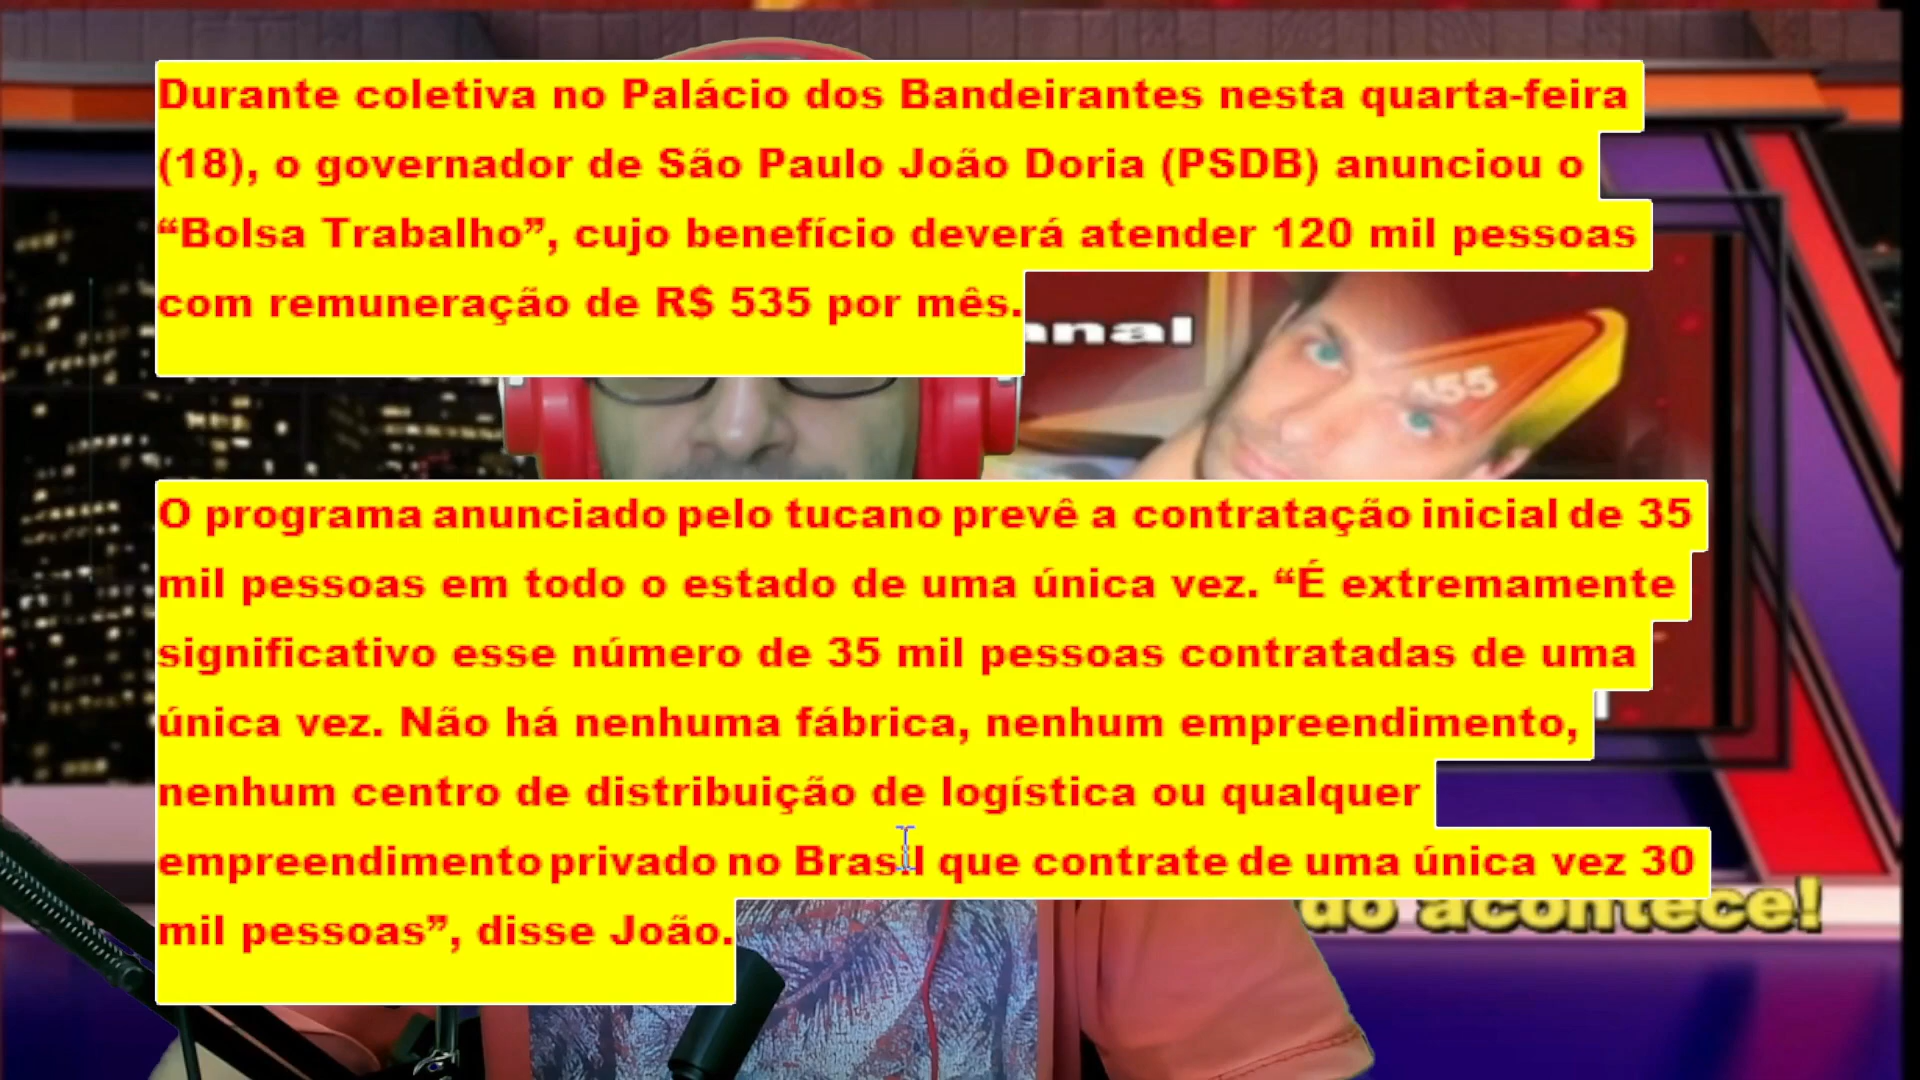 Durante coletiva no Palácio dos Bandeirantes nesta quarta-feira
(18), o governador de São Paulo João Doria (PSDB) anunciou o
“Bolsa Trabalho”, cujo benefício deverá atender 120 mil pessoas
com remuneração de R$ 535 por mês.
anal
155
O programa anunciado pelo tucano prevê a contratação inicial de 35
mil pessoas em todo o estado de uma única vez. “É extremamente
significativo esse número de 35 mil pessoas contratadas de uma
única vez. Não há nenhuma fábrica, nenhum empreendimento,
nenhum centro de distribuição de logística ou qualquer
empreendimento privado no Brasil que contrate de uma única vez 30
mil pessoas”, disse João.
do acontece!